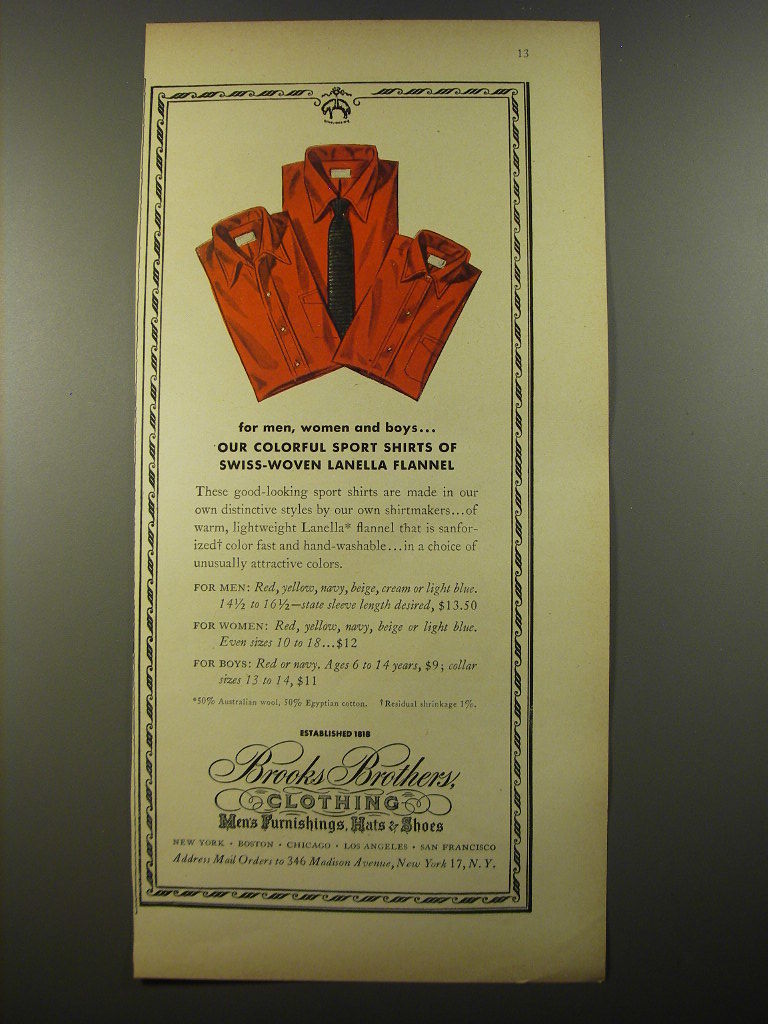 13
for men, women and boys...
OUR COLORFUL SPORT SHIRTS OF
SWISS-WOVEN LANELLA FLANNEL
These good-looking sport shirts are made in our
own distinctive styles by our own shirtmakers...of
warm, lightweight Lanella* flannel that is sanfor-
ized† color fast and hand-washable...in a choice of
unusually attractive colors.
FOR MEN: Red, yellow, navy, beige, cream or light blue.
14½ to 16½—state sleeve length desired, $13.50
FOR WOMEN: Red, yellow, navy, beige or light blue.
Even sizes 10 to 18...$12
FOR BOYS: Red or navy. Ages 6 to 14 years, $9; collar
sizes 13 to 14, $11
*50% Australian wool, 50% Egyptian cotton. †Residual shrinkage 1%.
ESTABLISHED 1818
Brooks Brothers,
CLOTHING
Men's Furnishings, Hats & Shoes
NEW YORK • BOSTON • CHICAGO • LOS ANGELES • SAN FRANCISCO
Address Mail Orders to 346 Madison Avenue, New York 17, N. Y.